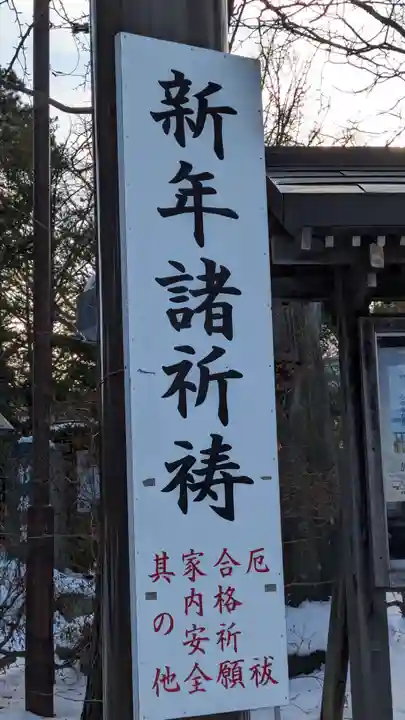 新年諸祈祷
厄祓
合格祈願
家内安全
其の他